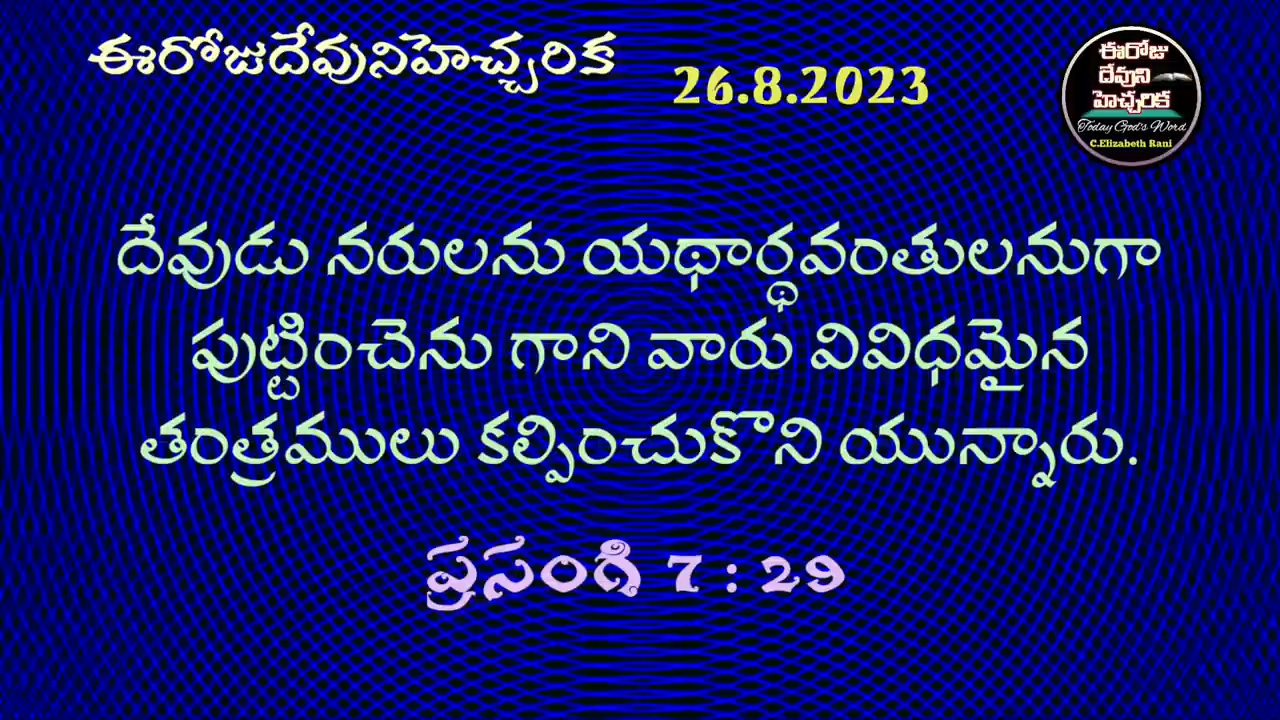 ఈరోజుదేవునిహెచ్చరిక
26.8.2023
ఈరోజు
దేవుని
హెచ్చరిక
Today God's Word
C.Elizabeth Rani
దేవుడు నరులను యథార్థవంతులనుగా
పుట్టించెను గాని వారు వివిధమైన
తంత్రములు కల్పించుకొని యున్నారు.
ప్రసంగి 7 : 29